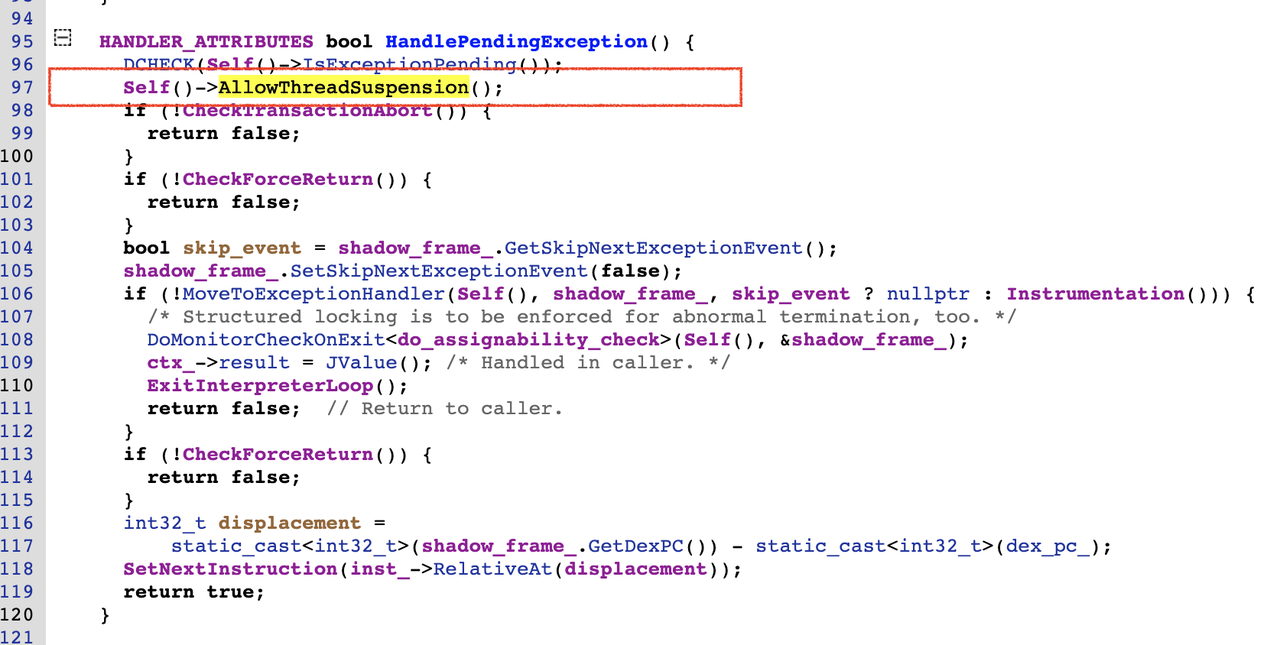 94
95 HANDLER_ATTRIBUTES bool HandlePendingException() {
96 DCHECK(Self()->IsExceptionPending());
97 Self()->AllowThreadSuspension();
98 if (!CheckTransactionAbort()) {
99 return false;
100 }
101 if (!CheckForceReturn()) {
102 return false;
103 }
104 bool skip_event = shadow_frame_.GetSkipNextExceptionEvent();
105 shadow_frame_.SetSkipNextExceptionEvent(false);
106 if (!MoveToExceptionHandler(Self(), shadow_frame_, skip_event ? nullptr : Instrumentation())) {
107 /* Structured locking is to be enforced for abnormal termination, too. */
108 DoMonitorCheckOnExit<do_assignability_check>(Self(), &shadow_frame_);
109 ctx_->result = JValue(); /* Handled in caller. */
110 ExitInterpreterLoop();
111 return false; // Return to caller.
112 }
113 if (!CheckForceReturn()) {
114 return false;
115 }
116 int32_t displacement =
117 static_cast<int32_t>(shadow_frame_.GetDexPC()) - static_cast<int32_t>(dex_pc_);
118 SetNextInstruction(inst_->RelativeAt(displacement));
119 return true;
120 }
121